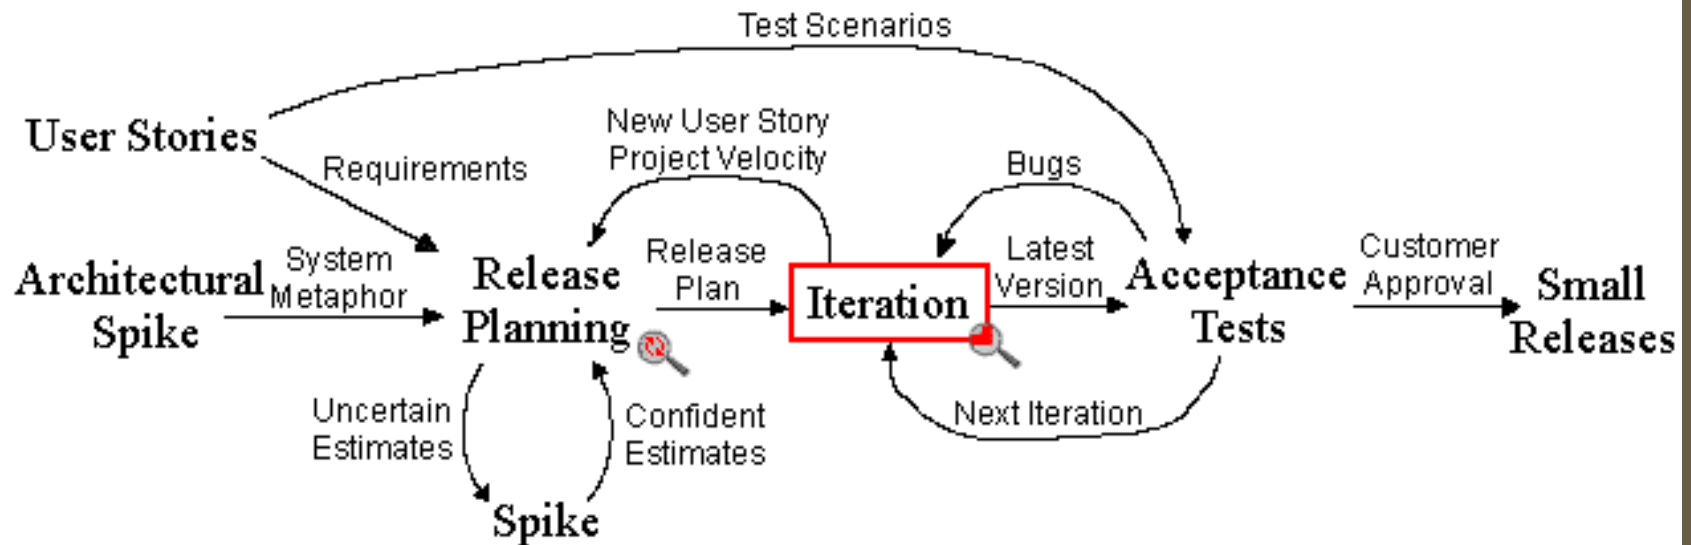 Test Scenarios
User Stories
Requirements
New User Story
Project Velocity
Bugs
Architectural
Spike
System
Metaphor
Release
Planning
Release
Plan
Iteration
Latest
Version
Acceptance
Tests
Customer
Approval
Small
Releases
Uncertain
Estimates
Confident
Estimates
Next Iteration
Spike